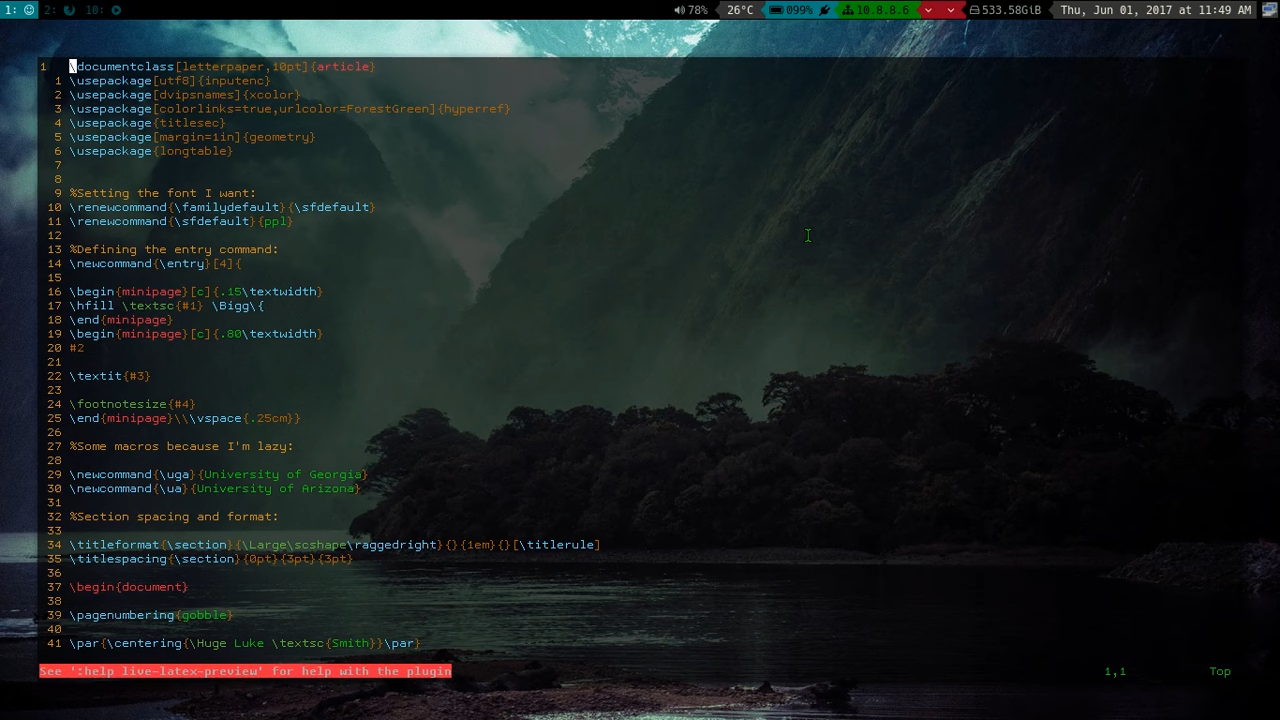 1: 2: 10: 78% 26°C 099% 10.8.8.6 533.58GiB Thu, Jun 01, 2017 at 11:49 AM
1 \documentclass[letterpaper,10pt]{article}
1 \usepackage[utf8]{inputenc}
2 \usepackage[dvipsnames]{xcolor}
3 \usepackage[colorlinks=true,urlcolor=ForestGreen]{hyperref}
4 \usepackage{titlesec}
5 \usepackage[margin=1in]{geometry}
6 \usepackage{longtable}
7
8
9 %Setting the font I want:
10 \renewcommand{\familydefault}{\sfdefault}
11 \renewcommand{\sfdefault}{ppl}
12
13 %Defining the entry command:
14 \newcommand{\entry}[4]{
15
16 \begin{minipage}[c]{.15\textwidth}
17 \hfill \textsc{#1} \Bigg\{
18 \end{minipage}
19 \begin{minipage}[c]{.80\textwidth}
20 #2
21
22 \textit{#3}
23
24 \footnotesize{#4}
25 \end{minipage}\\\vspace{.25cm}}
26
27 %Some macros because I'm lazy:
28
29 \newcommand{\uga}{University of Georgia}
30 \newcommand{\ua}{University of Arizona}
31
32 %Section spacing and format:
33
34 \titleformat{\section}{\Large\scshape\raggedright}{}{1em}{}[\titlerule]
35 \titlespacing{\section}{0pt}{3pt}{3pt}
36
37 \begin{document}
38
39 \pagenumbering{gobble}
40
41 \par{\centering{\Huge Luke \textsc{Smith}}\par}
See ':help live-latex-preview' for help with the plugin 1,1 Top